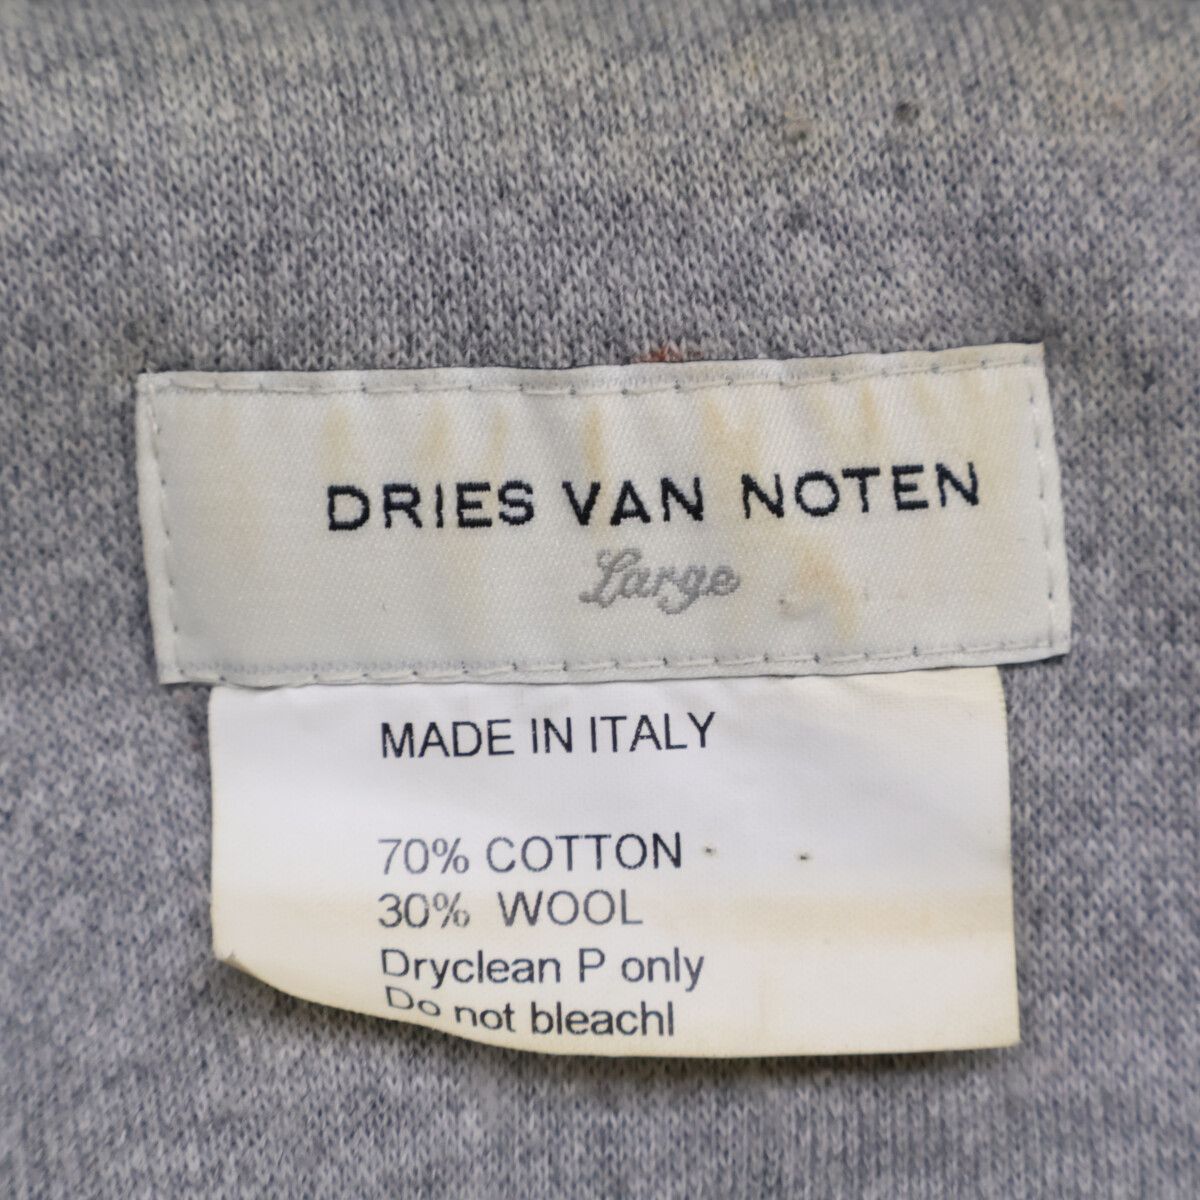 DRIES VAN NOTEN
Large
MADE IN ITALY
70% COTTON
30% WOOL
Dryclean P only
Do not bleachl